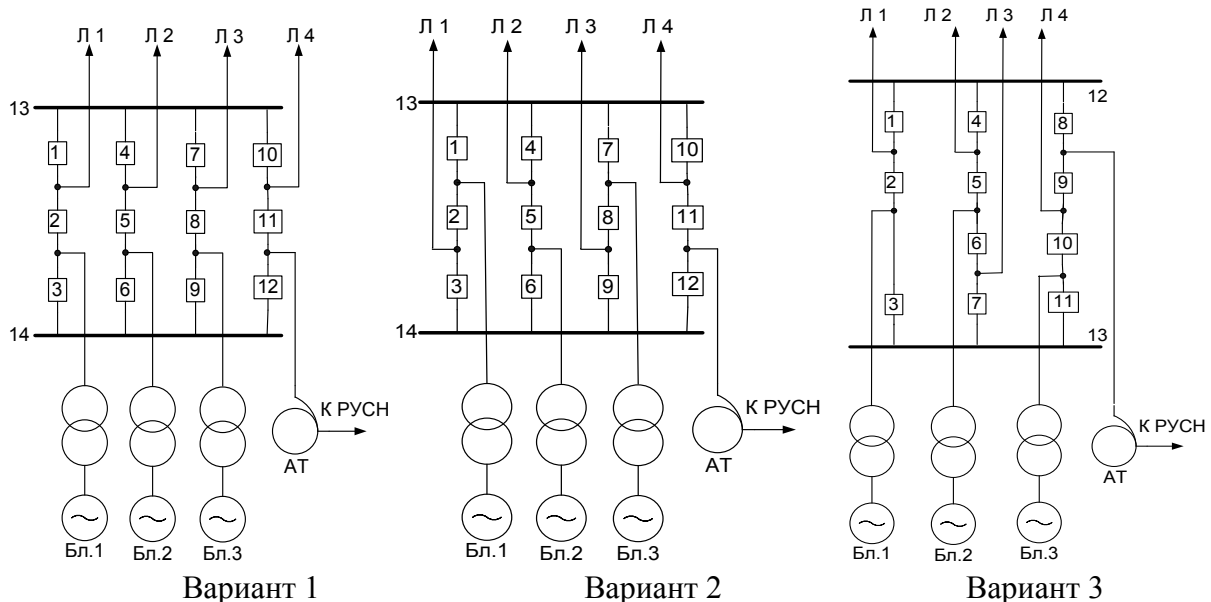 Л 1 Л 2 Л 3 Л 4
13
1 4 7 10
2 5 8 11
3 6 9 12
14
К РУСН
АТ
Бл.1 Бл.2 Бл.3
Вариант 1
Л 1 Л 2 Л 3 Л 4
13
1 4 7 10
2 5 8 11
3 6 9 12
14
К РУСН
АТ
Бл.1 Бл.2 Бл.3
Вариант 2
Л 1 Л 2 Л 3 Л 4
12
1 4 8
2 5 9
6 10
3 7 11
13
К РУСН
АТ
Бл.1 Бл.2 Бл.3
Вариант 3